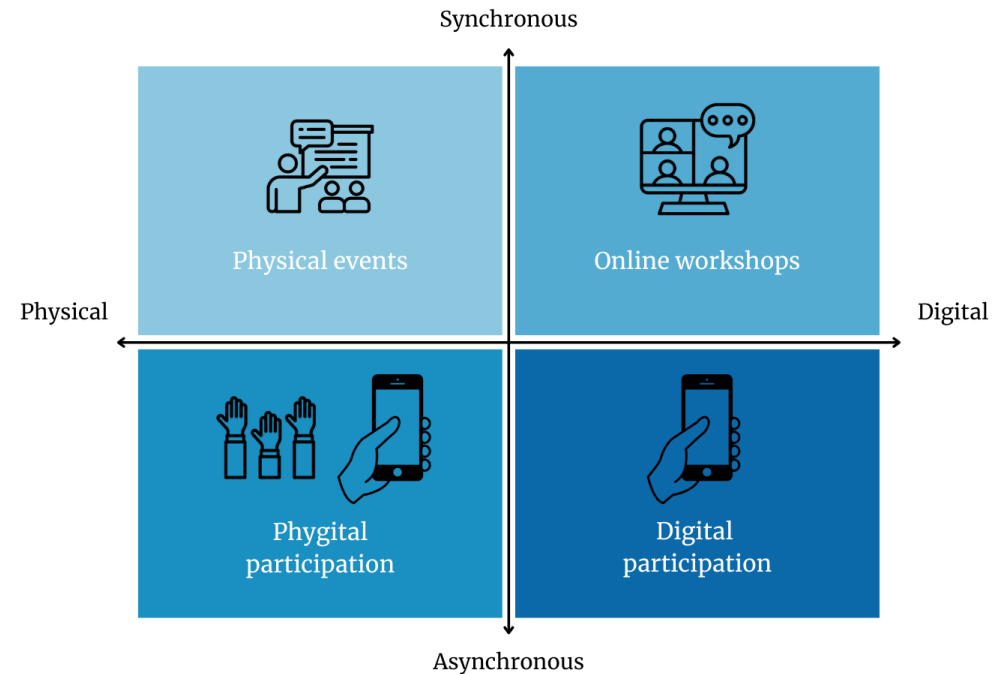 Synchronous
Physical events
Online workshops
Physical
Digital
Phygital
participation
Digital
participation
Asynchronous